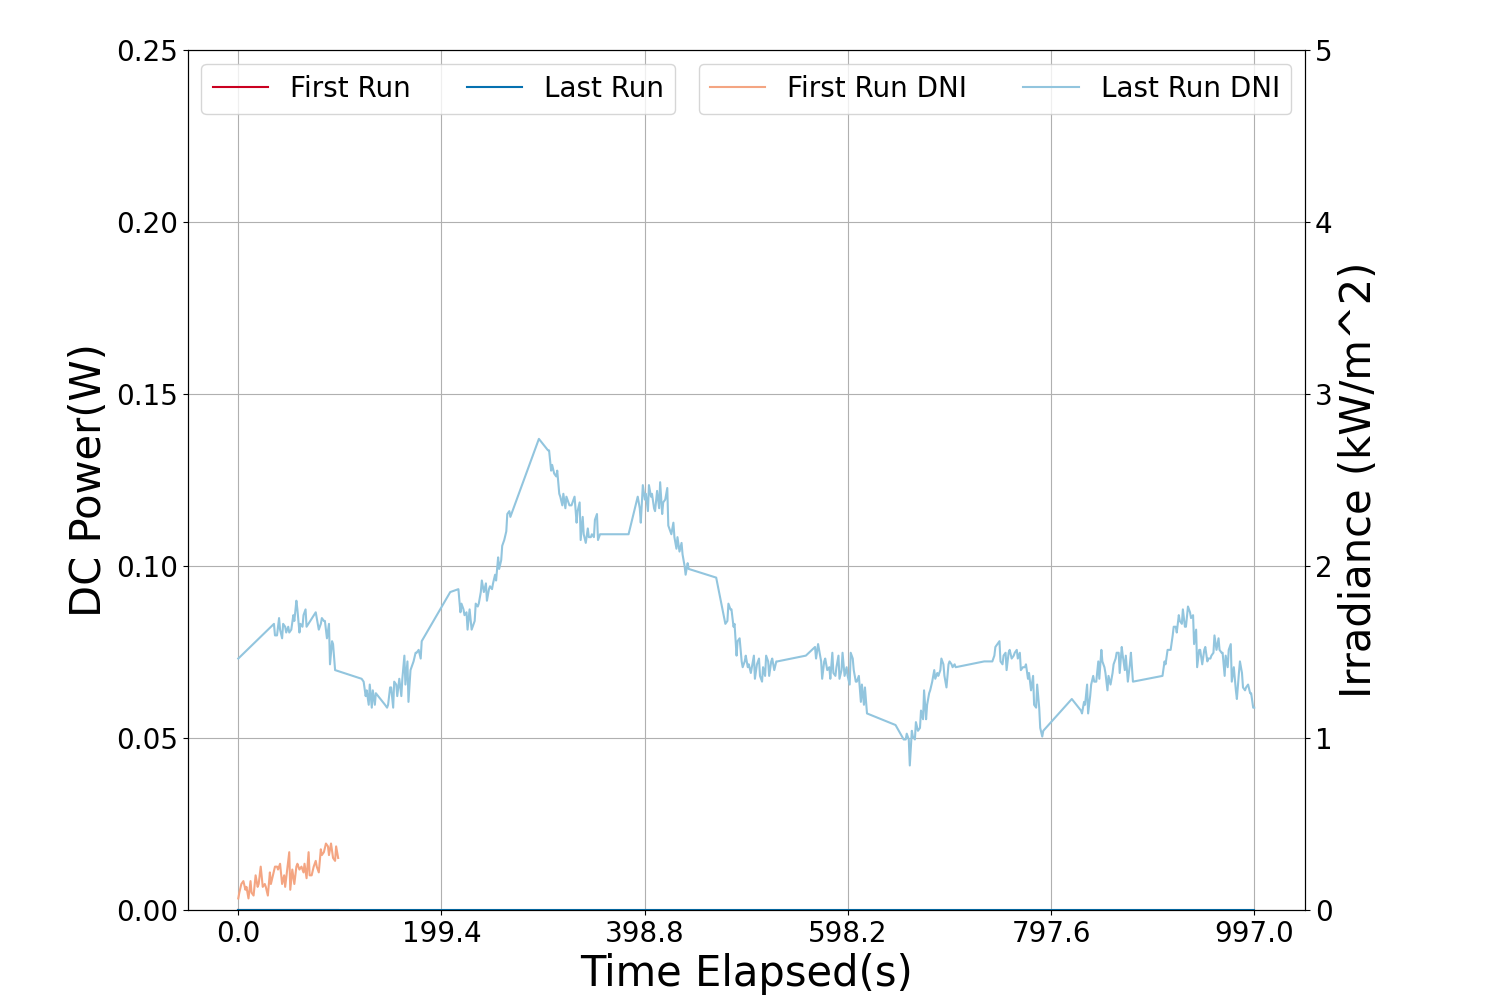 0.25
0.20
0.15
0.10
0.05
0.00
DC Power(W)
First Run
Last Run
First Run DNI
Last Run DNI
5
4
3
2
1
0
Irradiance (kW/m^2)
0.0
199.4
398.8
598.2
797.6
997.0
Time Elapsed(s)